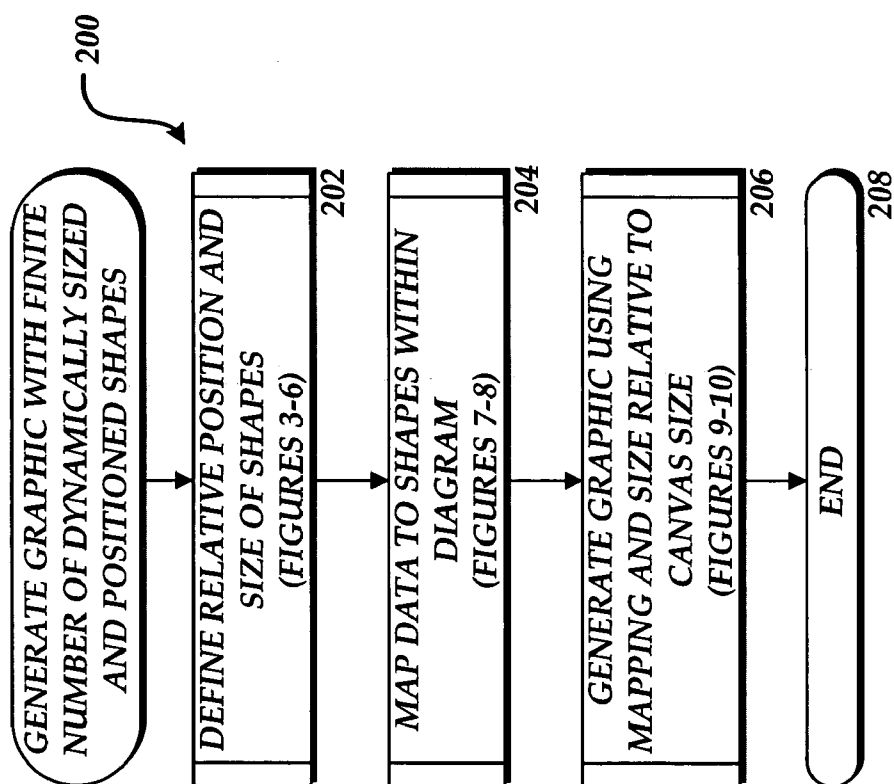 200
GENERATE GRAPHIC WITH FINITE
NUMBER OF DYNAMICALLY SIZED
AND POSITIONED SHAPES
DEFINE RELATIVE POSITION AND
SIZE OF SHAPES
(FIGURES 3-6)
202
MAP DATA TO SHAPES WITHIN
DIAGRAM
(FIGURES 7-8)
204
GENERATE GRAPHIC USING
MAPPING AND SIZE RELATIVE TO
CANVAS SIZE
(FIGURES 9-10)
206
END
208